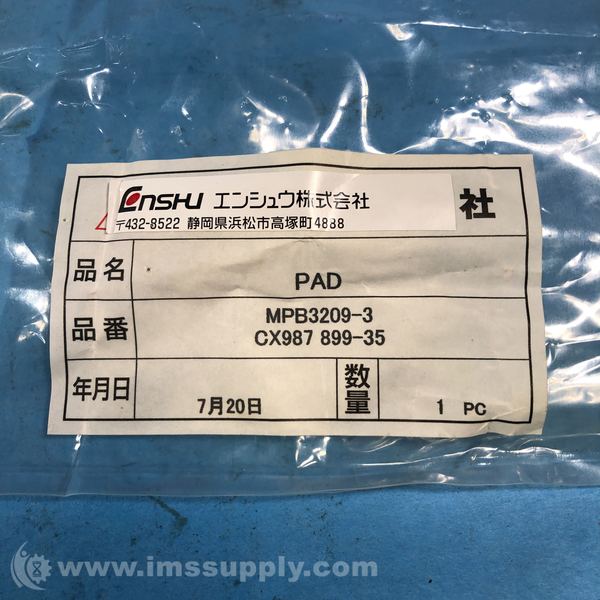 ENSHU エンシュウ株式会社
社
〒432-8522 静岡県浜松市高塚町4888
品名 PAD
品番 MPB3209-3
CX987 899-35
年月日 7月20日 数量 1 PC
www.imssupply.com